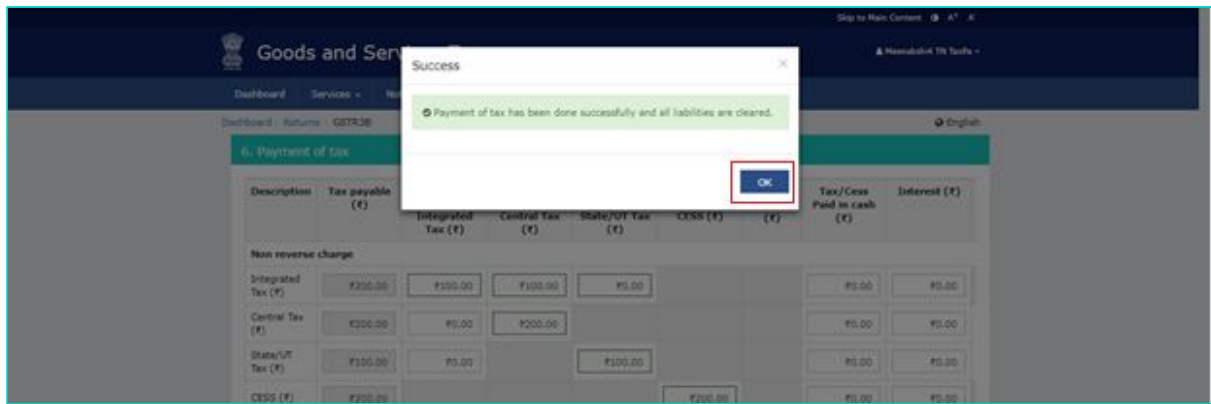 Skip to Main Content A+ A-
Goods and Ser
Success
×
Dashboard Services
Payment of tax has been done successfully and all liabilities are cleared.
Dashboard Returns GSTR3B
English
6. Payment of tax
OK
Description Tax payable (₹) Integrated Tax (₹) Central Tax (₹) State/UT Tax (₹) CESS (₹) (₹) Tax/Cess Paid in cash (₹) Interest (₹)
Non reverse charge
Integrated Tax (₹) ₹200.00 ₹100.00 ₹100.00 ₹0.00 ₹0.00 ₹0.00
Central Tax (₹) ₹200.00 ₹0.00 ₹200.00 ₹0.00 ₹0.00
State/UT Tax (₹) ₹100.00 ₹0.00 ₹100.00 ₹0.00 ₹0.00
CESS (₹) ₹200.00 ₹200.00 ₹0.00 ₹0.00